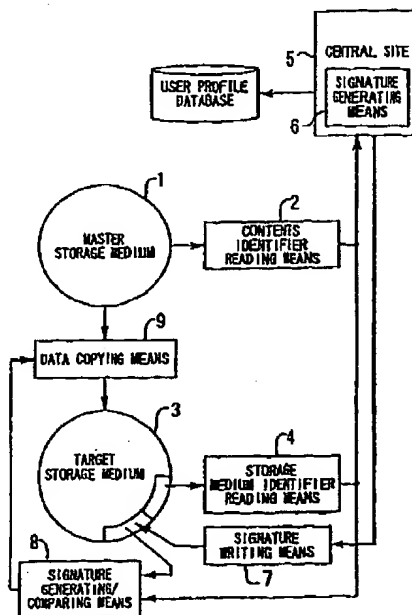 5
CENTRAL SITE
6
SIGNATURE
GENERATING
MEANS
USER PROFILE
DATABASE
1
MASTER
STORAGE MEDIUM
2
CONTENTS
IDENTIFIER
READING MEANS
9
DATA COPYING MEANS
3
TARGET
STORAGE MEDIUM
4
STORAGE
MEDIUM IDENTIFIER
READING MEANS
SIGNATURE
WRITING MEANS
7
8
SIGNATURE
GENERATING/
COMPARING MEANS